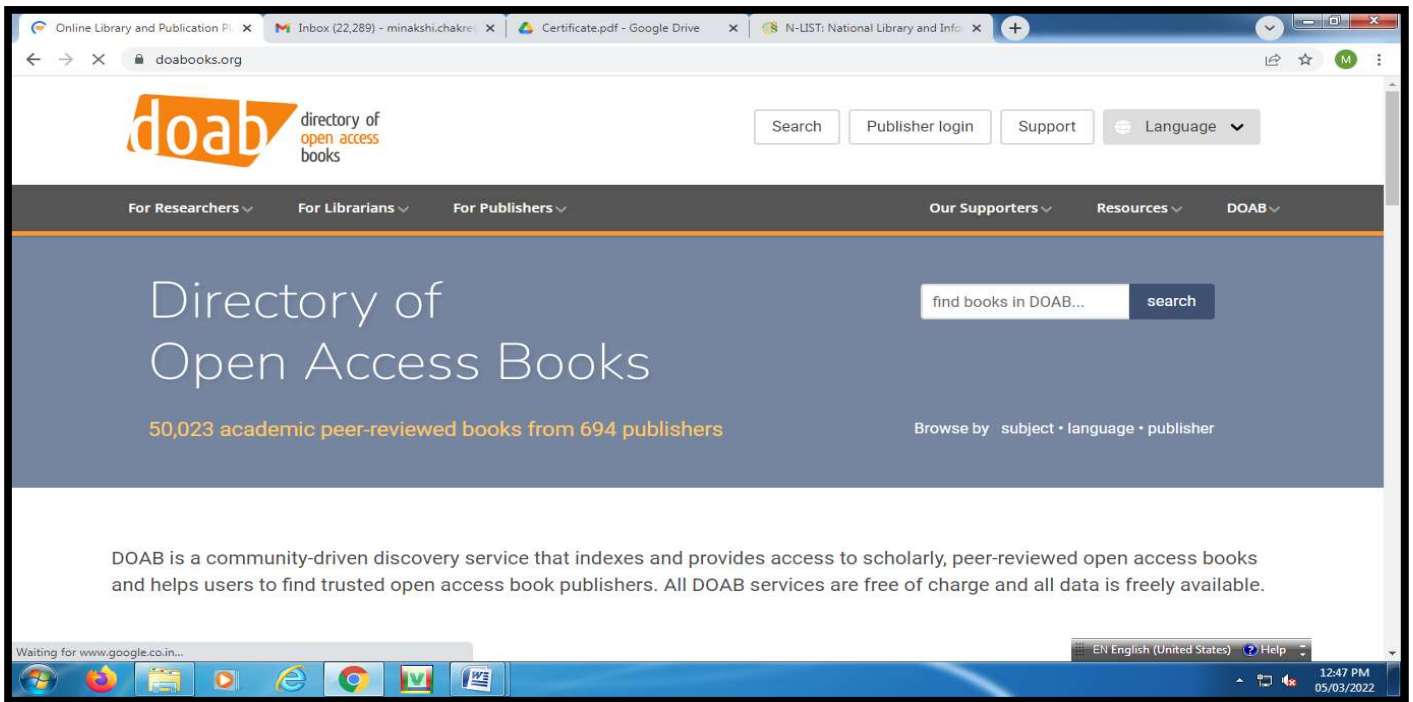 Online Library and Publication Pl
Inbox (22,289) - minakshi.chakre
Certificate.pdf - Google Drive
N-LIST: National Library and Info
doabooks.org
M
doab
directory of
open access
books
Search
Publisher login
Support
Language
For Researchers
For Librarians
For Publishers
Our Supporters
Resources
DOAB
Directory of
Open Access Books
find books in DOAB...
search
50,023 academic peer-reviewed books from 694 publishers
Browse by subject • language • publisher
DOAB is a community-driven discovery service that indexes and provides access to scholarly, peer-reviewed open access books
and helps users to find trusted open access book publishers. All DOAB services are free of charge and all data is freely available.
Waiting for www.google.co.in...
EN English (United States)
Help
12:47 PM
05/03/2022